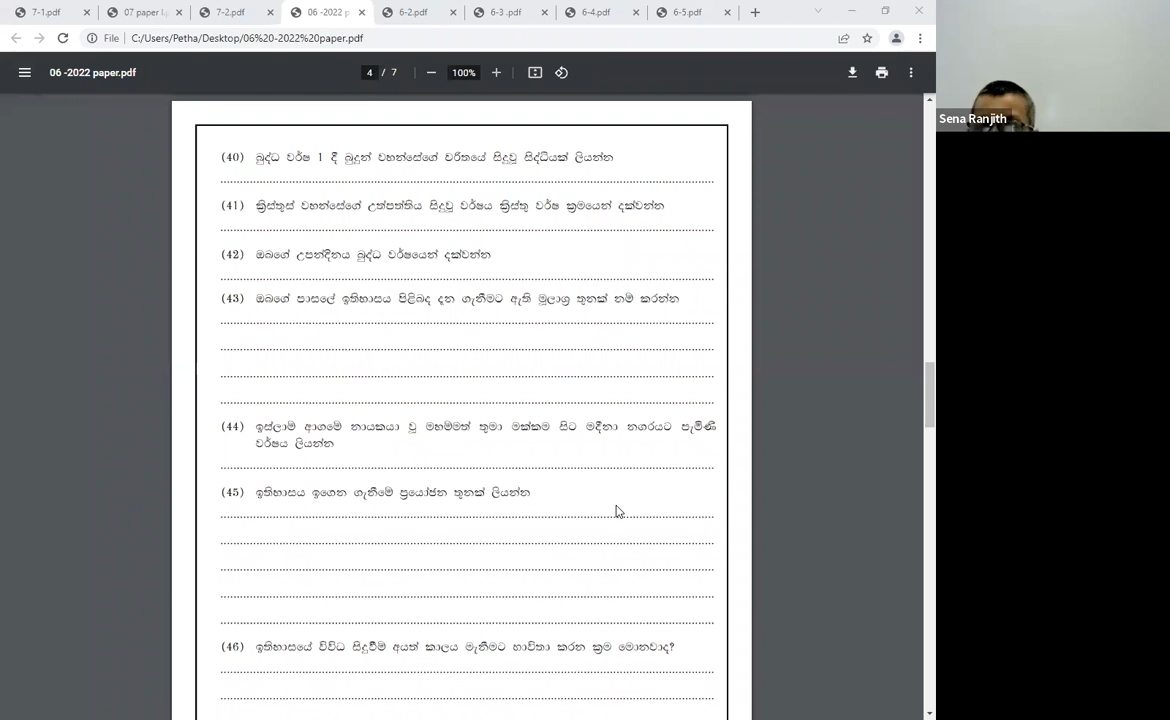 7-1.pdf
07 paper I.p
7-2.pdf
06 -2022 p
6-2.pdf
6-3 .pdf
6-4.pdf
6-5.pdf
File C:/Users/Petha/Desktop/06%20-2022%20paper.pdf
06 -2022 paper.pdf
4 / 7
100%
Sena Ranjith
(40) බුද්ධ වර්ෂ 1 දී බුදුන් වහන්සේගේ චරිතයේ සිදුවූ සිද්ධියක් ලියන්න
(41) ක්‍රිස්තුස් වහන්සේගේ උත්පත්තිය සිදුවූ වර්ෂය ක්‍රිස්තු වර්ෂ ක්‍රමයෙන් දක්වන්න
(42) ඔබගේ උපන්දිනය බුද්ධ වර්ෂයෙන් දක්වන්න
(43) ඔබගේ පාසලේ ඉතිහාසය පිළිබද දැන ගැනීමට ඇති මූලාශ්‍ර තුනක් නම් කරන්න
(44) ඉස්ලාම් ආගමේ නායකයා වූ මහම්මත් තුමා මක්කම සිට මදීනා නගරයට පැමිණි
වර්ෂය ලියන්න
(45) ඉතිහාසය ඉගෙන ගැනීමේ ප්‍රයෝජන තුනක් ලියන්න
(46) ඉතිහාසයේ විවිධ සිදුවීම් අයත් කාලය මැනීමට භාවිතා කරන ක්‍රම මොනවාද?